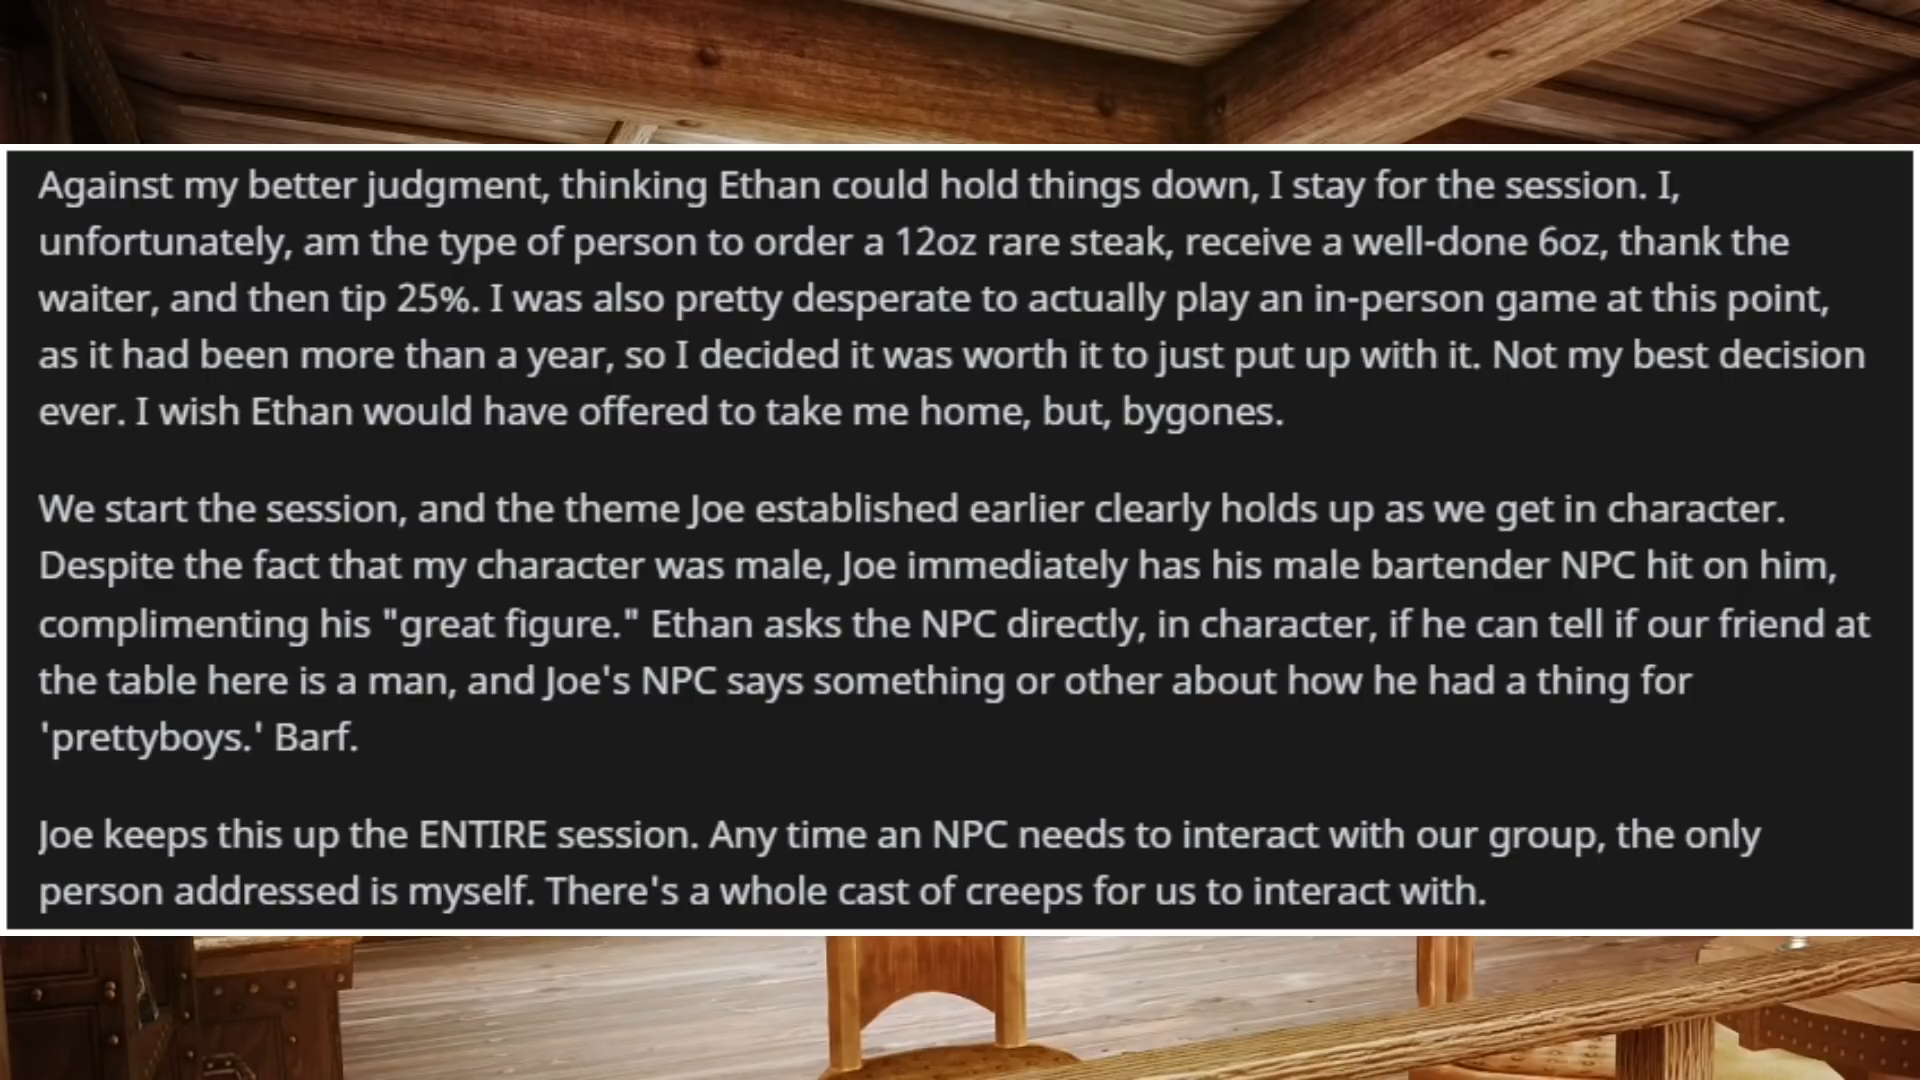 Against my better judgment, thinking Ethan could hold things down, I stay for the session. I,
unfortunately, am the type of person to order a 12oz rare steak, receive a well-done 6oz, thank the
waiter, and then tip 25%. I was also pretty desperate to actually play an in-person game at this point,
as it had been more than a year, so I decided it was worth it to just put up with it. Not my best decision
ever. I wish Ethan would have offered to take me home, but, bygones.
We start the session, and the theme Joe established earlier clearly holds up as we get in character.
Despite the fact that my character was male, Joe immediately has his male bartender NPC hit on him,
complimenting his "great figure." Ethan asks the NPC directly, in character, if he can tell if our friend at
the table here is a man, and Joe's NPC says something or other about how he had a thing for
'prettyboys.' Barf.
Joe keeps this up the ENTIRE session. Any time an NPC needs to interact with our group, the only
person addressed is myself. There's a whole cast of creeps for us to interact with.